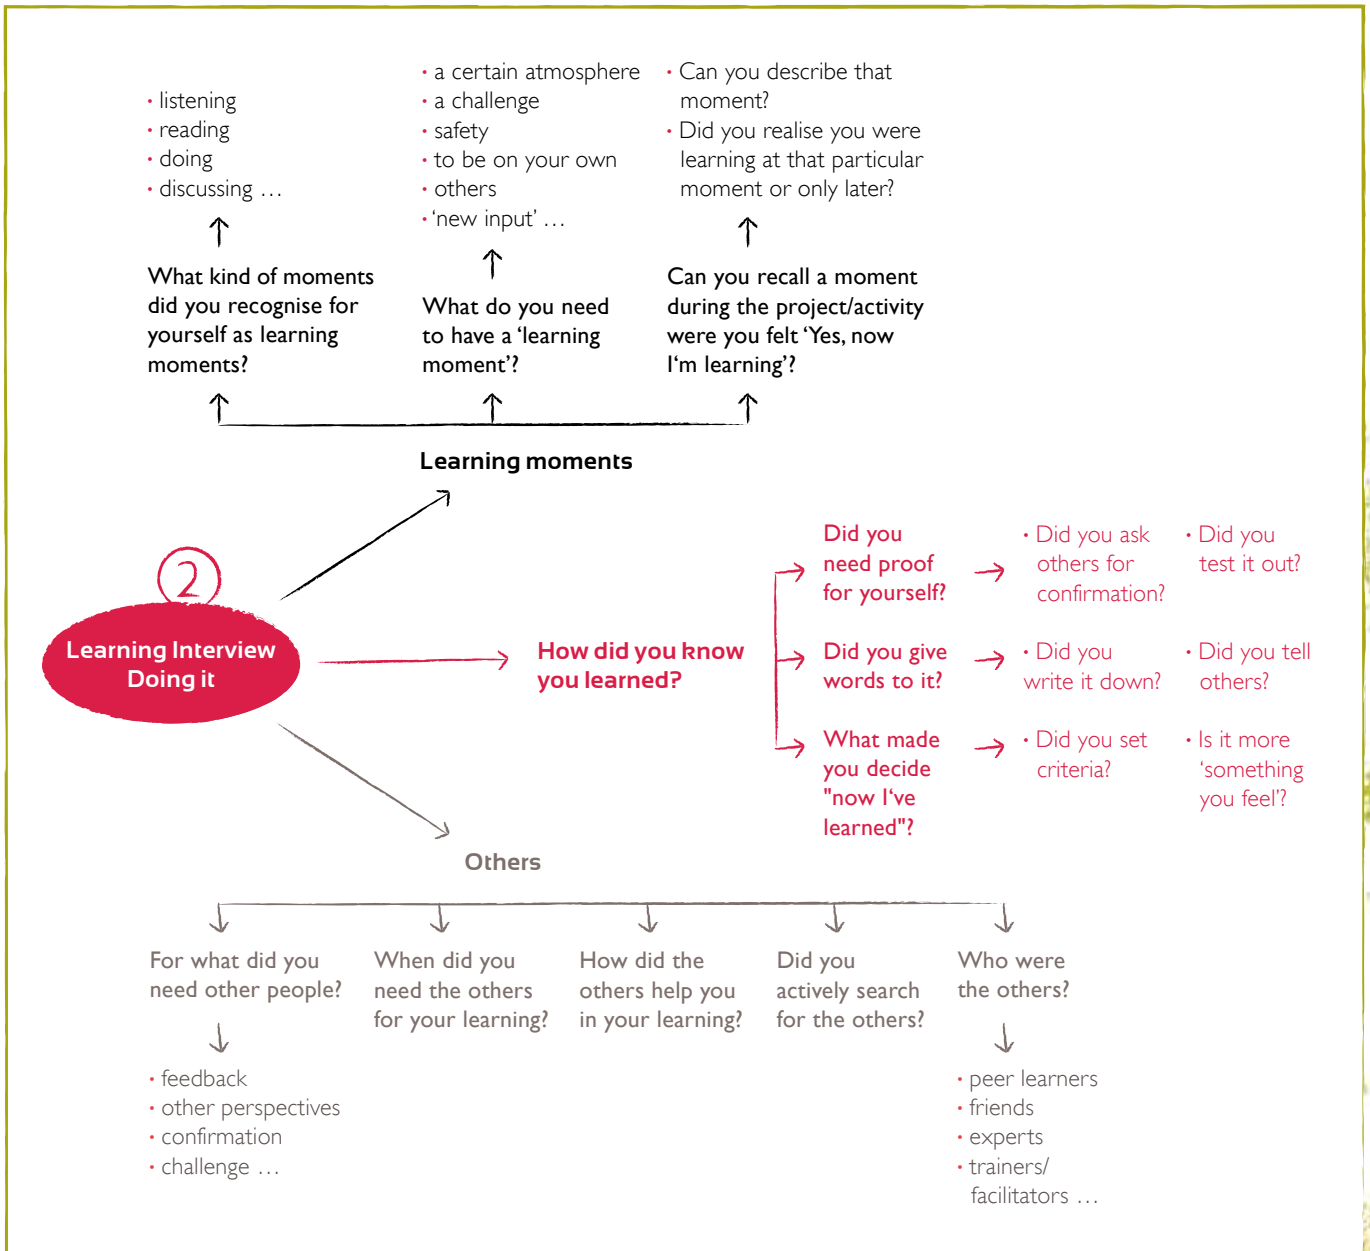 • listening
• reading
• doing
• discussing …
• a certain atmosphere
• a challenge
• safety
• to be on your own
• others
• ‘new input’ …
• Can you describe that
moment?
• Did you realise you were
learning at that particular
moment or only later?
What kind of moments
did you recognise for
yourself as learning
moments?
What do you need
to have a ‘learning
moment’?
Can you recall a moment
during the project/activity
were you felt ‘Yes, now
I‘m learning’?
Learning moments
2
Learning Interview
Doing it
How did you know
you learned?
Did you
need proof
for yourself?
• Did you ask
others for
confirmation?
• Did you
test it out?
Did you give
words to it?
• Did you
write it down?
• Did you tell
others?
What made
you decide
"now I‘ve
learned"?
• Did you set
criteria?
• Is it more
‘something
you feel’?
Others
For what did you
need other people?
When did you
need the others
for your learning?
How did the
others help you
in your learning?
Did you
actively search
for the others?
Who were
the others?
• feedback
• other perspectives
• confirmation
• challenge …
• peer learners
• friends
• experts
• trainers/
facilitators …